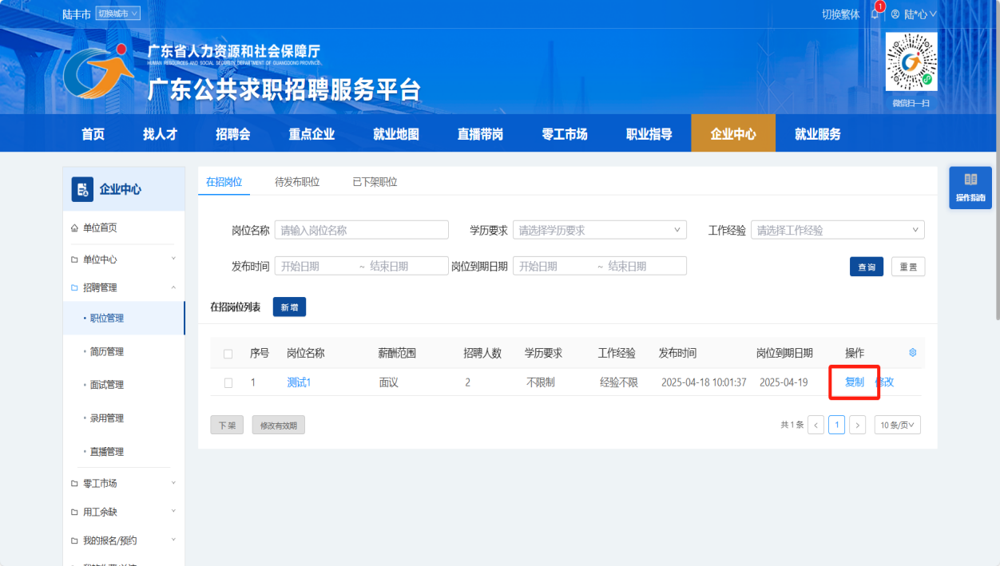 陆丰市 切换城市 切换繁体 1 陆*心
广东省人力资源和社会保障厅
HUMAN RESOURCES AND SOCIAL SECURITY DEPARTMENT OF GUANGDONG PROVINCE
广东公共求职招聘服务平台
微信扫一扫
首页 找人才 招聘会 重点企业 就业地图 直播带岗 零工市场 职业指导 企业中心 就业服务
企业中心
单位首页
单位中心
招聘管理
· 职位管理
· 简历管理
· 面试管理
· 录用管理
· 直播管理
零工市场
用工余缺
我的报名/预约
在招岗位 待发布职位 已下架职位
岗位名称 请输入岗位名称 学历要求 请选择学历要求 工作经验 请选择工作经验
发布时间 开始日期 ~ 结束日期 岗位到期日期 开始日期 ~ 结束日期 查询 重置
在招岗位列表 新增
序号 岗位名称 薪酬范围 招聘人数 学历要求 工作经验 发布时间 岗位到期日期 操作
1 测试1 面议 2 不限制 经验不限 2025-04-18 10:01:37 2025-04-19 复制 修改
下架 修改有效期 共1条 < 1 > 10条/页
操作指南